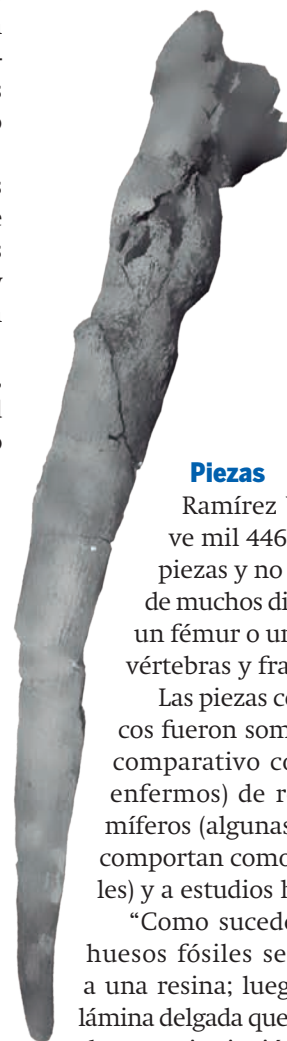 Piezas
Ramírez
ve mil 446
piezas y no
de muchos di
un fémur o un
vértebras y fra
Las piezas co
cos fueron som
comparativo co
enfermos) de r
míferos (algunas
comportan como
les) y a estudios h
“Como sucede
huesos fósiles se
a una resina; lueg
lámina delgada que